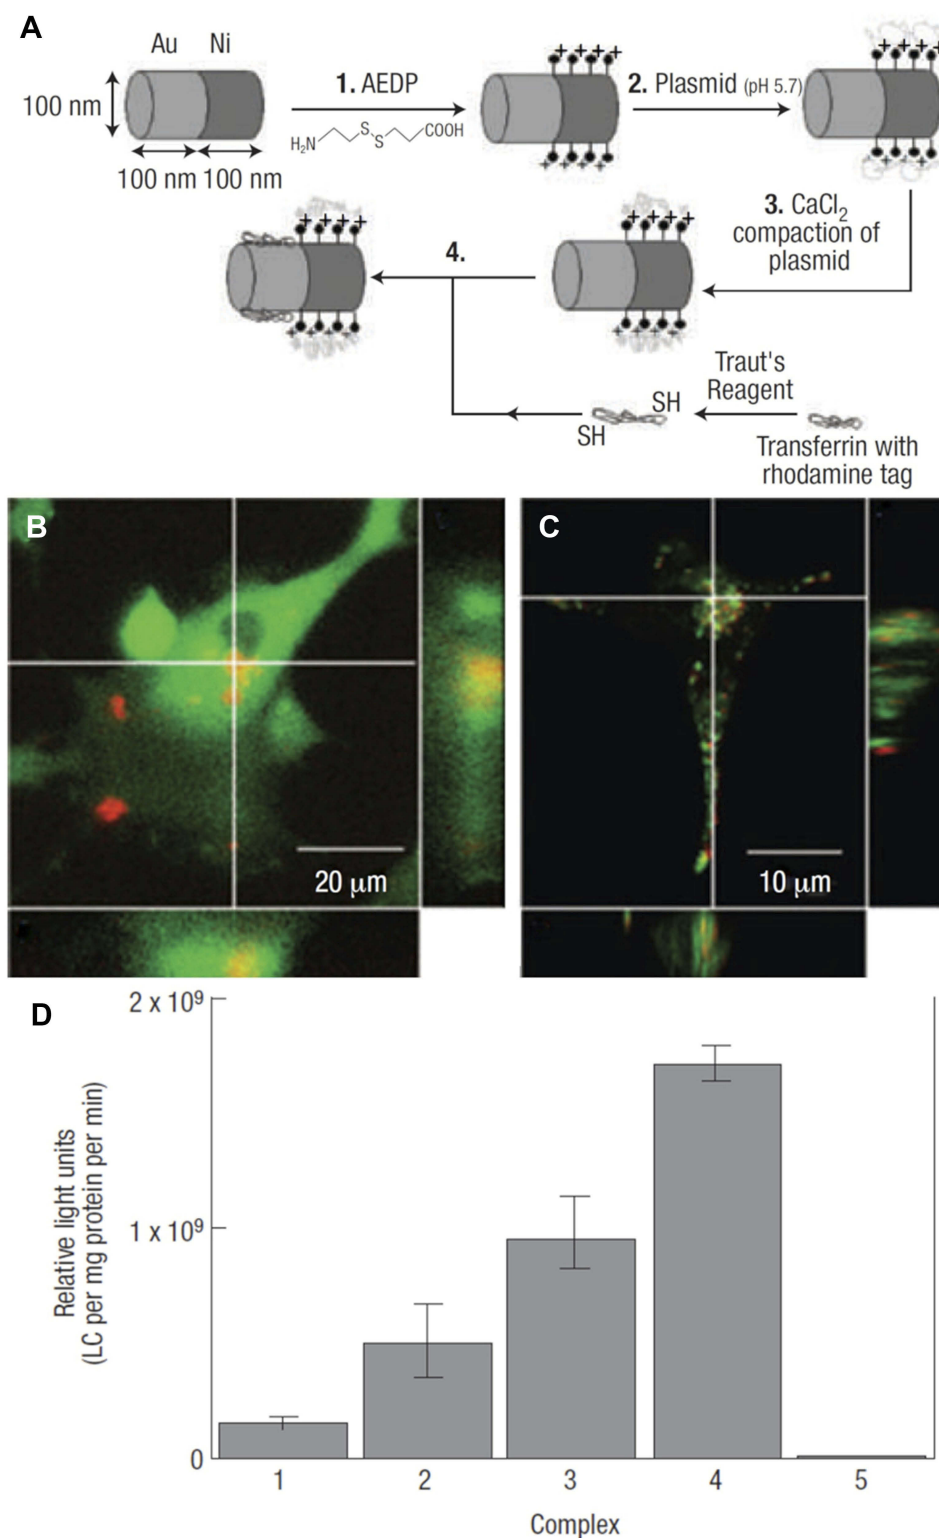 A
Au Ni
100 nm
100 nm 100 nm
1. AEDP
H₂N S S COOH
2. Plasmid (pH 5.7)
3. CaCl₂
compaction of
plasmid
4.
Traut's
Reagent
SH
SH
Transferrin with
rhodamine tag
B
20 μm
C
10 μm
D
Relative light units
(LC per mg protein per min)
2 x 10⁹
1 x 10⁹
0
1 2 3 4 5
Complex